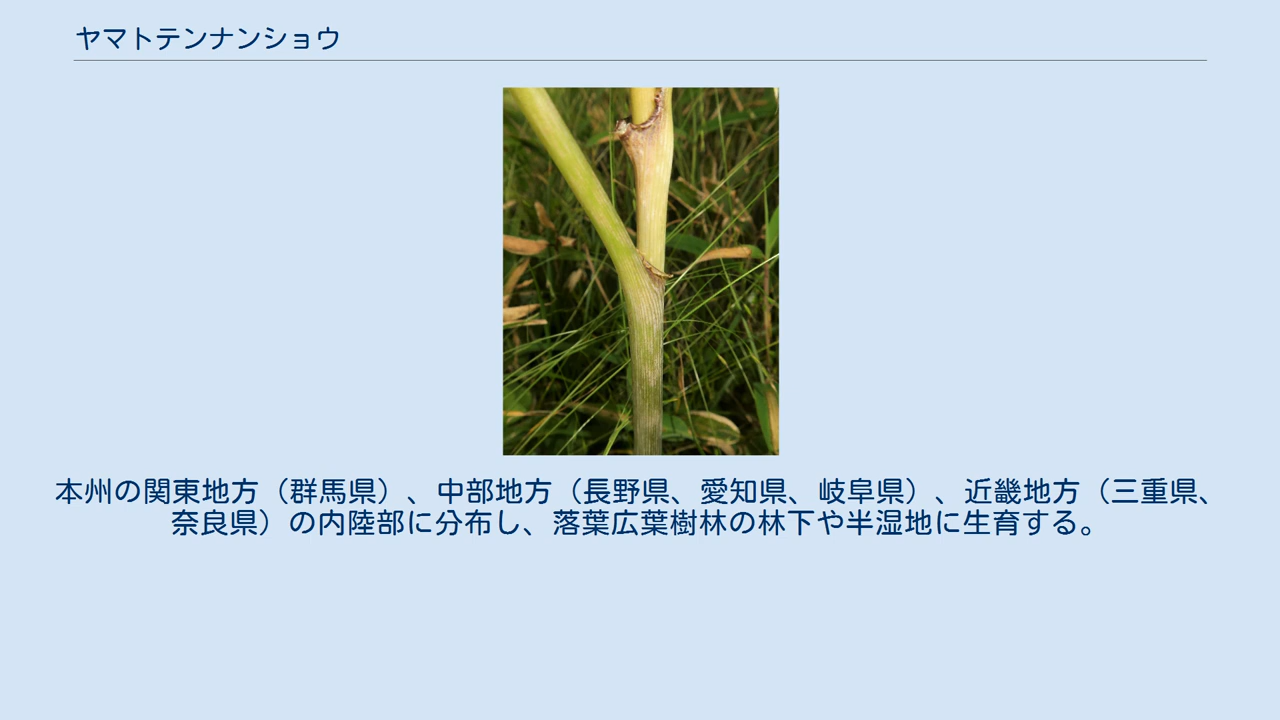 ヤマトテンナンショウ
本州の関東地方（群馬県）、中部地方（長野県、愛知県、岐阜県）、近畿地方（三重県、
奈良県）の内陸部に分布し、落葉広葉樹林の林下や半湿地に生育する。